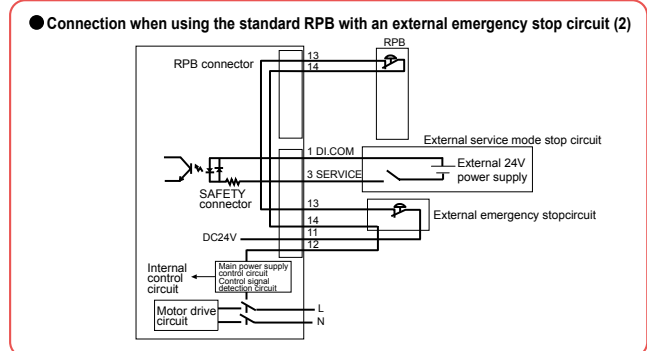 ● Connection when using the standard RPB with an external emergency stop circuit (2)
RPB
RPB connector
13
14
External service mode stop circuit
1 DI.COM
External 24V
power supply
3 SERVICE
SAFETY
connector
13
External emergency stopcircuit
14
DC24V
11
12
Internal
control
circuit
Main power supply
control circuit
Control signal
detection circuit
Motor drive
circuit
L
N